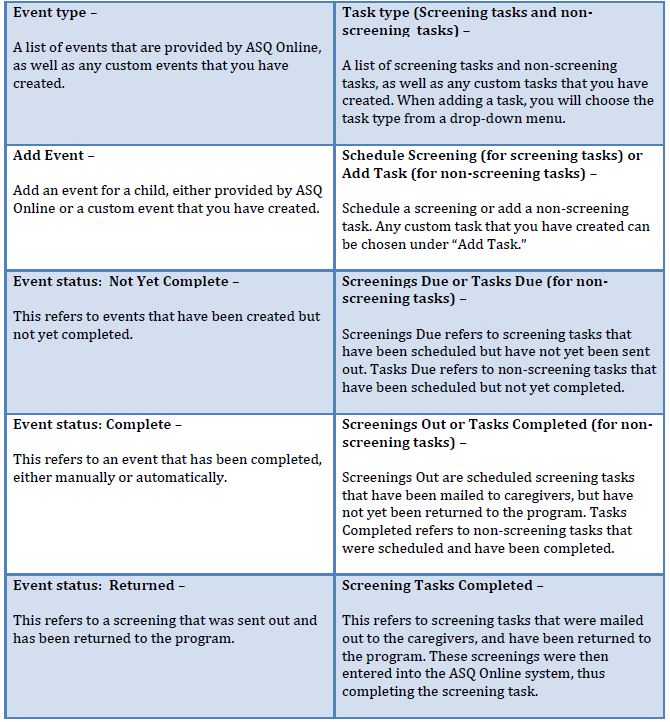 Event type –
A list of events that are provided by ASQ Online,
as well as any custom events that you have
created.
Task type (Screening tasks and non-
screening tasks) –
A list of screening tasks and non-screening
tasks, as well as any custom tasks that you have
created. When adding a task, you will choose the
task type from a drop-down menu.
Add Event –
Add an event for a child, either provided by ASQ
Online or a custom event that you have created.
Schedule Screening (for screening tasks) or
Add Task (for non-screening tasks) –
Schedule a screening or add a non-screening
task. Any custom task that you have created can
be chosen under “Add Task.”
Event status:  Not Yet Complete –
This refers to events that have been created but
not yet completed.
Screenings Due or Tasks Due (for non-
screening tasks) –
Screenings Due refers to screening tasks that
have been scheduled but have not yet been sent
out. Tasks Due refers to non-screening tasks that
have been scheduled but not yet completed.
Event status: Complete –
This refers to an event that has been completed,
either manually or automatically.
Screenings Out or Tasks Completed (for non-
screening tasks) –
Screenings Out are scheduled screening tasks
that have been mailed to caregivers, but have
not yet been returned to the program. Tasks
Completed refers to non-screening tasks that
were scheduled and have been completed.
Event status:  Returned –
This refers to a screening that was sent out and
has been returned to the program.
Screening Tasks Completed –
This refers to screening tasks that were mailed
out to the caregivers, and have been returned to
the program. These screenings were then
entered into the ASQ Online system, thus
completing the screening task.